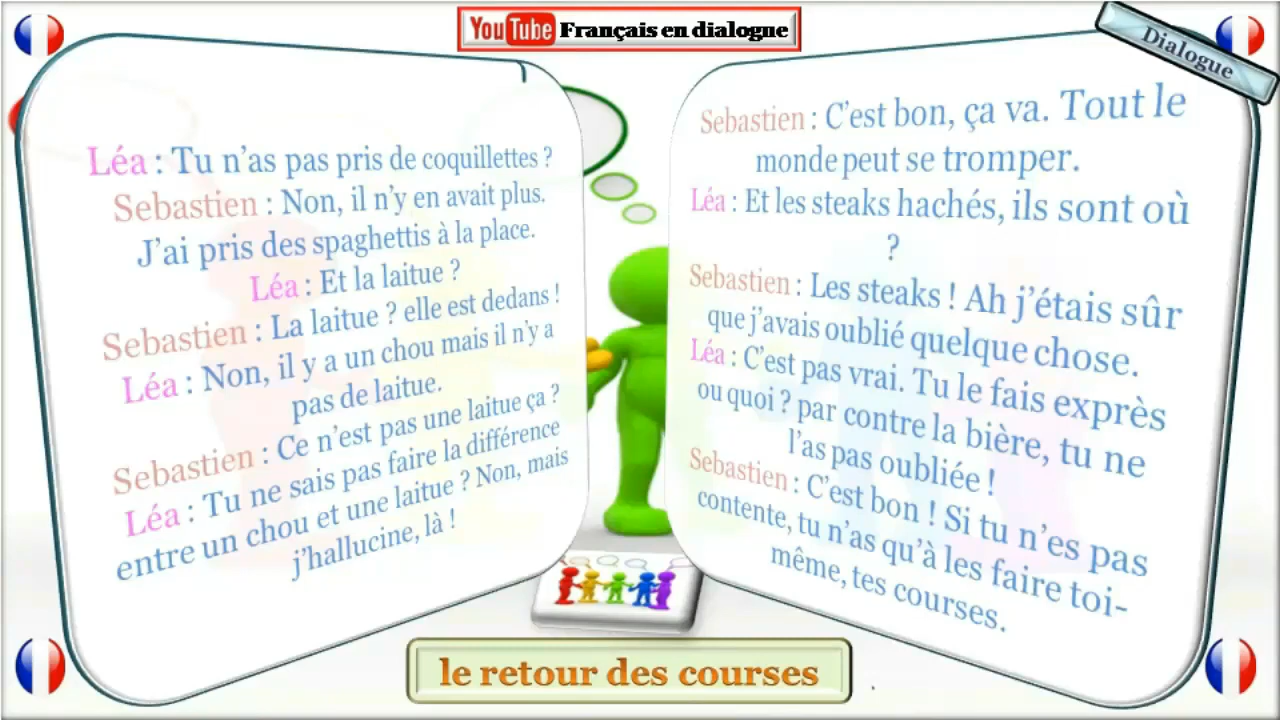 YouTube Français en dialogue
Dialogue
Léa : Tu n'as pas pris de coquillettes ?
Sebastien : Non, il n'y en avait plus.
J'ai pris des spaghettis à la place.
Léa : Et la laitue ?
Sebastien : La laitue ? elle est dedans !
Léa : Non, il y a un chou mais il n'y a
pas de laitue.
Sebastien : Ce n'est pas une laitue ça ?
Léa : Tu ne sais pas faire la différence
entre un chou et une laitue ? Non, mais
j'hallucine, là !
Sebastien : C'est bon, ça va. Tout le
monde peut se tromper.
Léa : Et les steaks hachés, ils sont où
?
Sebastien : Les steaks ! Ah j'étais sûr
que j'avais oublié quelque chose.
Léa : C'est pas vrai. Tu le fais exprès
ou quoi ? par contre la bière, tu ne
l'as pas oubliée !
Sebastien : C'est bon ! Si tu n'es pas
contente, tu n'as qu'à les faire toi-
même, tes courses.
le retour des courses